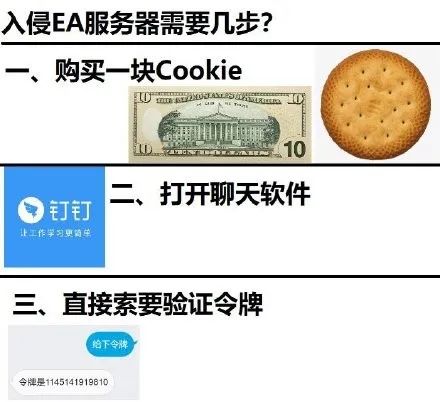 入侵EA服务器需要几步？
一、购买一块Cookie
10
10
10
二、打开聊天软件
钉钉
让工作学习更简单
三、直接索要验证令牌
给下令牌
令牌是1145141919810